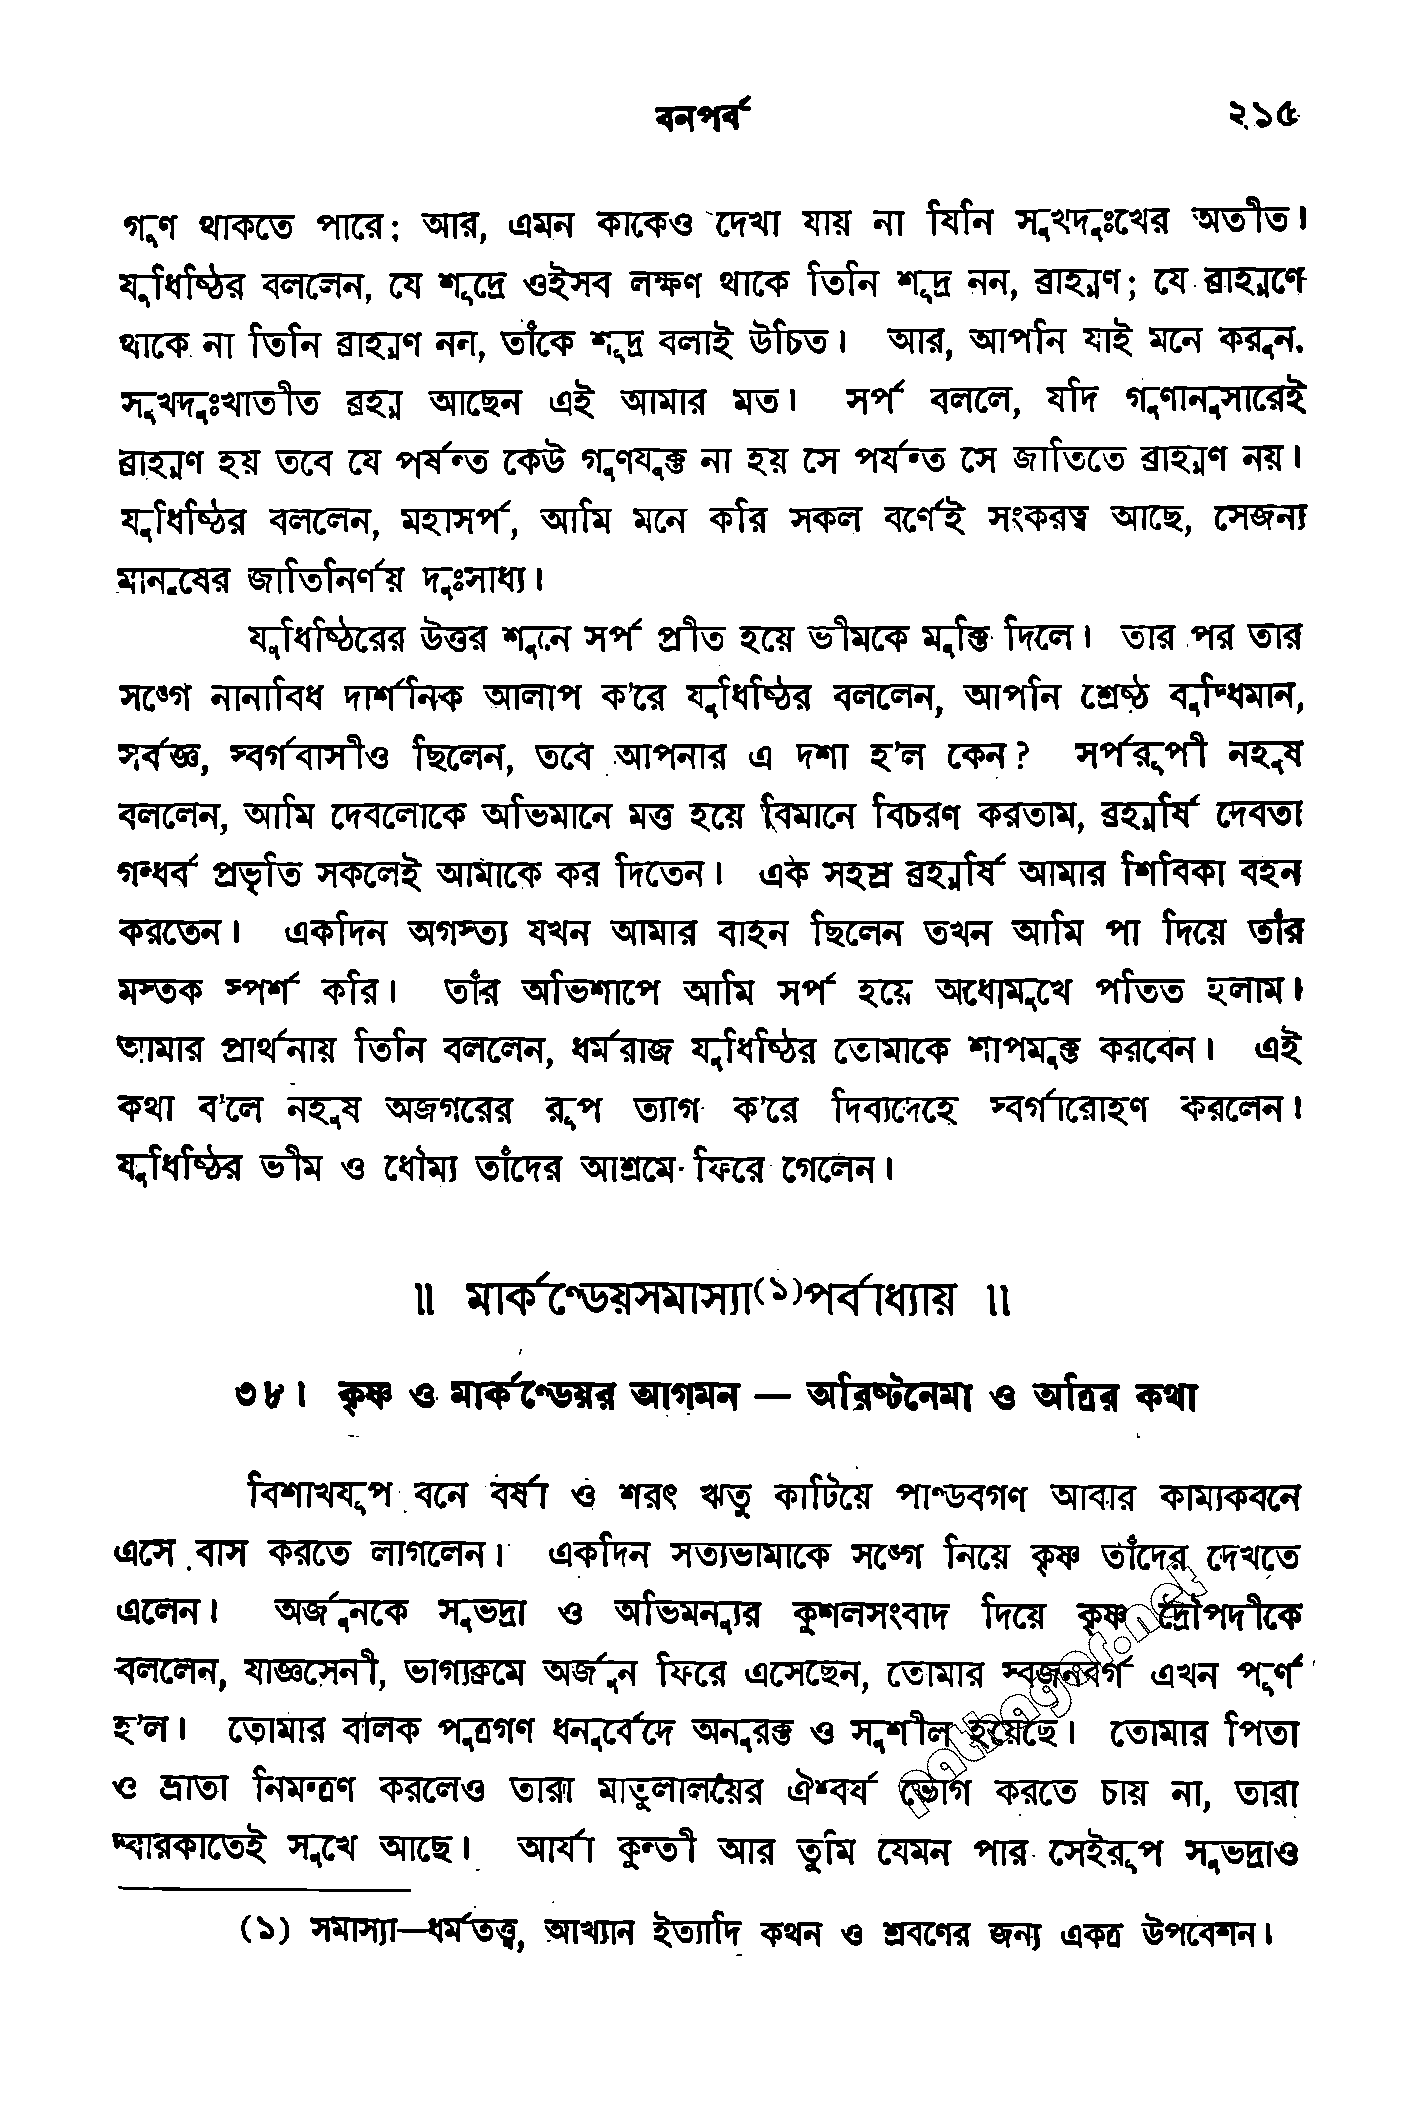 বনপর্ব ২১৫
গুণ থাকতে পারে; আর, এমন কাকেও দেখা যায় না যিনি সুখদুঃখের অতীত।
যুধিষ্ঠির বললেন, যে শূদ্রে ওইসব লক্ষণ থাকে তিনি শূদ্র নন, ব্রাহ্মণ; যে ব্রাহ্মণে
থাকে না তিনি ব্রাহ্মণ নন, তাঁকে শূদ্র বলাই উচিত। আর, আপনি যাই মনে করুন,
সুখদুঃখাতীত ব্রহ্ম আছেন এই আমার মত। সর্প বললে, যদি গুণানুসারেই
ব্রাহ্মণ হয় তবে যে পর্যন্ত কেউ গুণযুক্ত না হয় সে পর্যন্ত সে জাতিতে ব্রাহ্মণ নয়।
যুধিষ্ঠির বললেন, মহাসর্প, আমি মনে করি সকল বর্ণেই সংকরত্ব আছে, সেজন্য
মানুষের জাতিনির্ণয় দুঃসাধ্য।
যুধিষ্ঠিরের উত্তর শুনে সর্প প্রীত হয়ে ভীমকে মুক্তি দিলে। তার পর তার
সঙ্গে নানাবিধ দার্শনিক আলাপ ক'রে যুধিষ্ঠির বললেন, আপনি শ্রেষ্ঠ বুদ্ধিমান,
সর্বজ্ঞ, স্বর্গবাসীও ছিলেন, তবে আপনার এ দশা হ'ল কেন? সর্পরূপী নহুষ
বললেন, আমি দেবলোকে অভিমানে মত্ত হয়ে বিমানে বিচরণ করতাম, ব্রহ্মর্ষি দেবতা
গন্ধর্ব প্রভৃতি সকলেই আমাকে কর দিতেন। এক সহস্র ব্রহ্মর্ষি আমার শিবিকা বহন
করতেন। একদিন অগস্ত্য যখন আমার বাহন ছিলেন তখন আমি পা দিয়ে তাঁর
মস্তক স্পর্শ করি। তাঁর অভিশাপে আমি সর্প হয়ে অধোমুখে পতিত হলাম।
আমার প্রার্থনায় তিনি বললেন, ধর্মরাজ যুধিষ্ঠির তোমাকে শাপমুক্ত করবেন। এই
কথা ব'লে নহুষ অজগরের রূপ ত্যাগ ক'রে দিব্যদেহে স্বর্গারোহণ করলেন।
যুধিষ্ঠির ভীম ও ধৌম্য তাঁদের আশ্রমে ফিরে গেলেন।
॥ মার্কণ্ডেয়সমাস্যা(১)পর্বাধ্যায় ॥
৩৮। কৃষ্ণ ও মার্কণ্ডেয়র আগমন — অরিষ্টনেমা ও অত্রির কথা
বিশাখযূপ বনে বর্ষা ও শরৎ ঋতু কাটিয়ে পাণ্ডবগণ আবার কাম্যকবনে
এসে বাস করতে লাগলেন। একদিন সত্যভামাকে সঙ্গে নিয়ে কৃষ্ণ তাঁদের দেখতে
এলেন। অর্জুনকে সুভদ্রা ও অভিমন্যুর কুশলসংবাদ দিয়ে কৃষ্ণ দ্রৌপদীকে
বললেন, যাজ্ঞসেনী, ভাগ্যক্রমে অর্জুন ফিরে এসেছেন, তোমার স্বজনবর্গ এখন পূর্ণ
হ'ল। তোমার বালক পুত্রগণ ধনুর্বেদে অনুরক্ত ও সুশীল হয়েছে। তোমার পিতা
ও ভ্রাতা নিমন্ত্রণ করলেও তারা মাতুলালয়ের ঐশ্বর্য ভোগ করতে চায় না, তারা
দ্বারকাতেই সুখে আছে। আর্যা কুন্তী আর তুমি যেমন পার সেইরূপ সুভদ্রাও
(১) সমাস্যা—ধর্মতত্ত্ব, আখ্যান ইত্যাদি কথন ও শ্রবণের জন্য একত্র উপবেশন।
pathagar.net